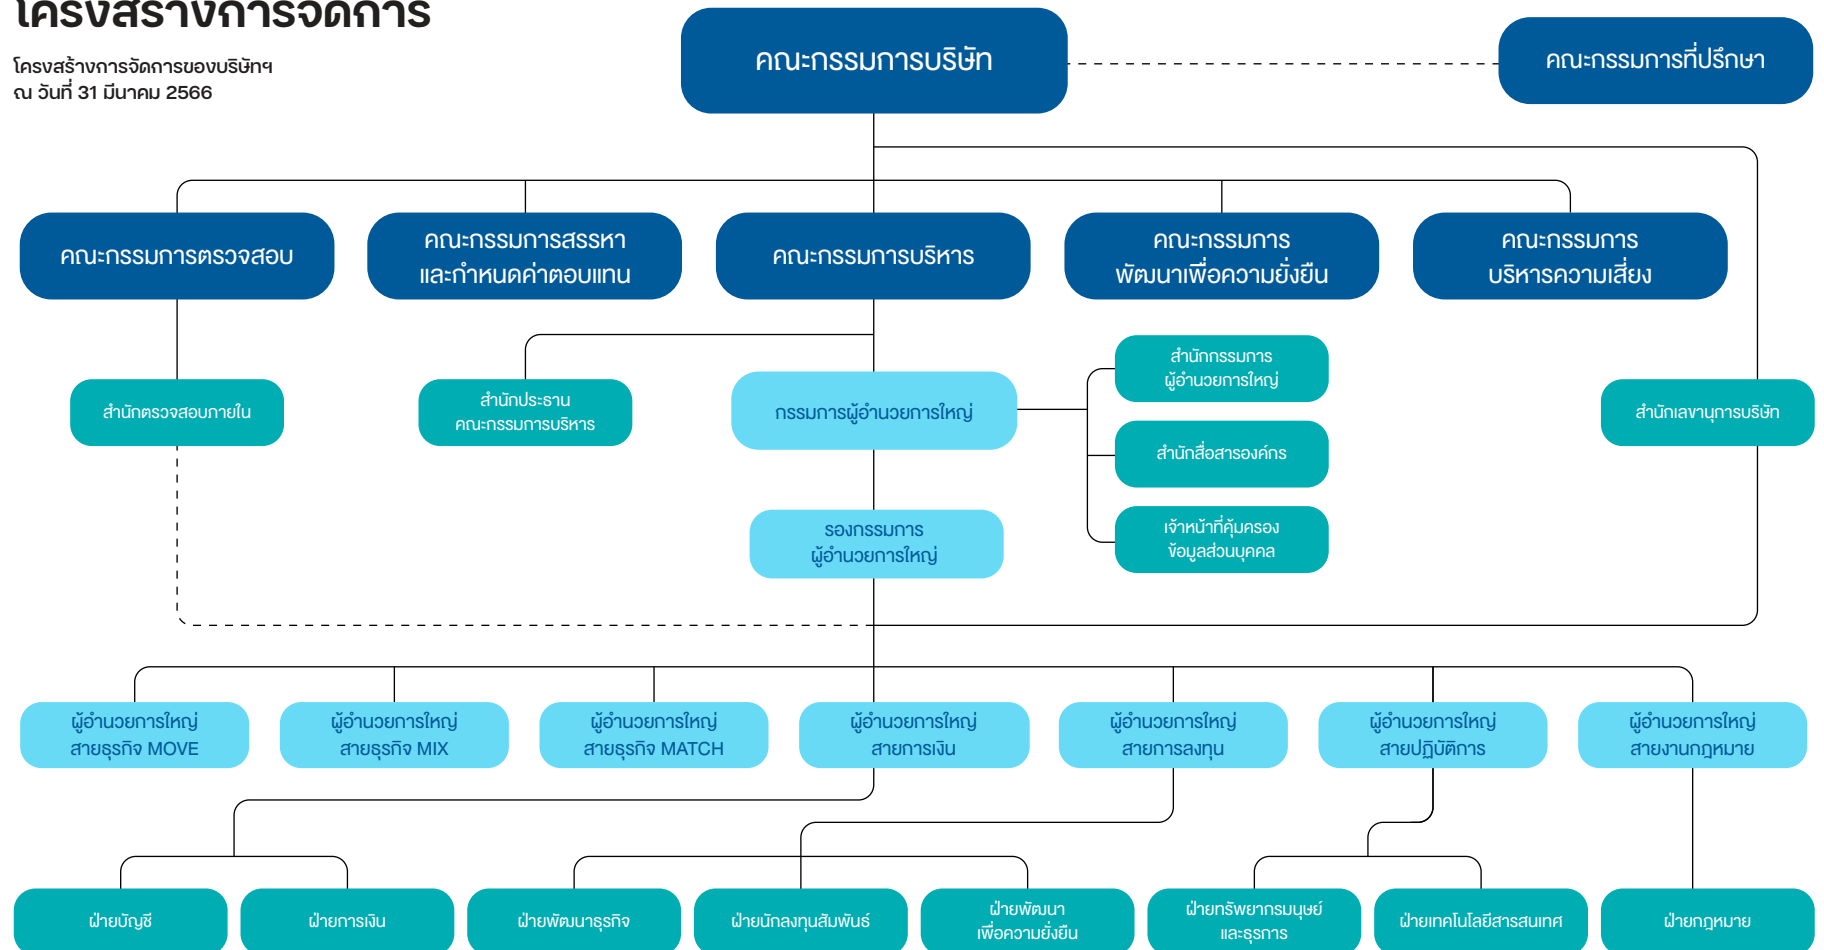 โครงสร้างการจัดการ
โครงสร้างการจัดการของบริษัทฯ
ณ วันที่ 31 มีนาคม 2566
คณะกรรมการบริษัท
คณะกรรมการที่ปรึกษา
คณะกรรมการตรวจสอบ
คณะกรรมการสรรหา
และกำหนดค่าตอบแทน
คณะกรรมการบริหาร
คณะกรรมการ
พัฒนาเพื่อความยั่งยืน
คณะกรรมการ
บริหารความเสี่ยง
สำนักตรวจสอบภายใน
สำนักประธาน
คณะกรรมการบริหาร
กรรมการผู้อำนวยการใหญ่
สำนักกรรมการ
ผู้อำนวยการใหญ่
สำนักสื่อสารองค์กร
เจ้าหน้าที่คุ้มครอง
ข้อมูลส่วนบุคคล
สำนักเลขานุการบริษัท
รองกรรมการ
ผู้อำนวยการใหญ่
ผู้อำนวยการใหญ่
สายธุรกิจ MOVE
ผู้อำนวยการใหญ่
สายธุรกิจ MIX
ผู้อำนวยการใหญ่
สายธุรกิจ MATCH
ผู้อำนวยการใหญ่
สายการเงิน
ผู้อำนวยการใหญ่
สายการลงทุน
ผู้อำนวยการใหญ่
สายปฏิบัติการ
ผู้อำนวยการใหญ่
สายงานกฎหมาย
ฝ่ายบัญชี
ฝ่ายการเงิน
ฝ่ายพัฒนาธุรกิจ
ฝ่ายนักลงทุนสัมพันธ์
ฝ่ายพัฒนา
เพื่อความยั่งยืน
ฝ่ายทรัพยากรมนุษย์
และธุรการ
ฝ่ายเทคโนโลยีสารสนเทศ
ฝ่ายกฎหมาย